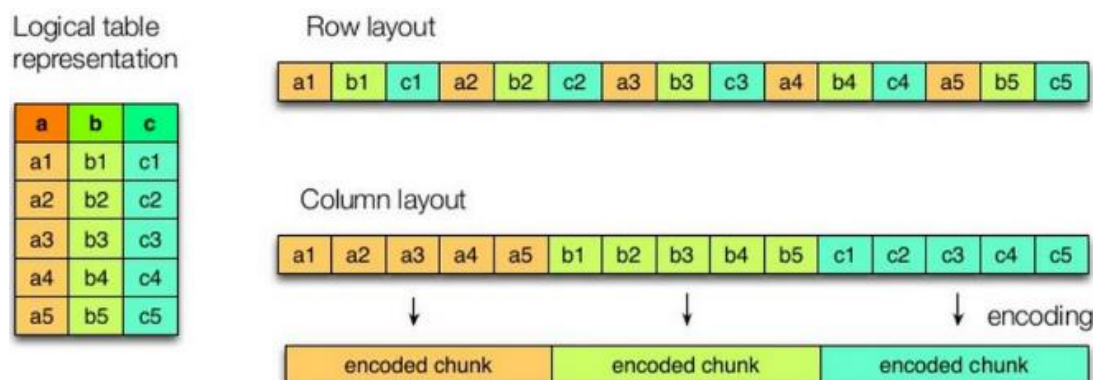 Logical table
representation
a b c
a1 b1 c1
a2 b2 c2
a3 b3 c3
a4 b4 c4
a5 b5 c5
Row layout
a1 b1 c1 a2 b2 c2 a3 b3 c3 a4 b4 c4 a5 b5 c5
Column layout
a1 a2 a3 a4 a5 b1 b2 b3 b4 b5 c1 c2 c3 c4 c5
encoding
encoded chunk encoded chunk encoded chunk